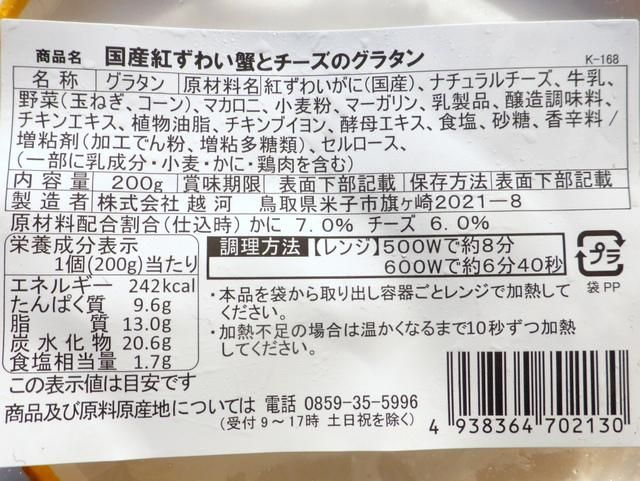 商品名 国産紅ずわい蟹とチーズのグラタン K-168
名称 グラタン 原材料名 紅ずわいがに(国産)、ナチュラルチーズ、牛乳、
野菜(玉ねぎ、コーン)、マカロニ、小麦粉、マーガリン、乳製品、醸造調味料、
チキンエキス、植物油脂、チキンブイヨン、酵母エキス、食塩、砂糖、香辛料/
増粘剤(加工でん粉、増粘多糖類)、セルロース、
(一部に乳成分・小麦・かに・鶏肉を含む)
内容量 200g 賞味期限 表面下部記載 保存方法 表面下部記載
製造者 株式会社 越河 鳥取県米子市旗ヶ崎2021-8
原材料配合割合(仕込時) かに 7.0% チーズ 6.0%
栄養成分表示
1個(200g)当たり
エネルギー 242kcal
たんぱく質 9.6g
脂質 13.0g
炭水化物 20.6g
食塩相当量 1.7g
この表示値は目安です
調理方法 【レンジ】500Wで約8分
600Wで約6分40秒
・本品を袋から取り出し容器ごとレンジで加熱してください。
・加熱不足の場合は温かくなるまで10秒ずつ加熱してください。
プラ
袋 PP
商品及び原料原産地については 電話 0859-35-5996
(受付 9～17時 土日祝を除く)
4 938364 702130